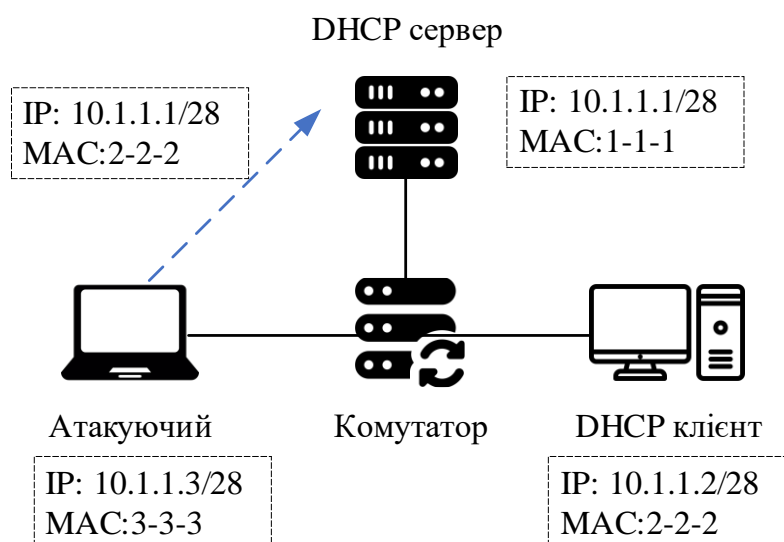 DHCP сервер
IP: 10.1.1.1/28
MAC:2-2-2
IP: 10.1.1.1/28
MAC:1-1-1
Атакуючий
Комутатор
DHCP клієнт
IP: 10.1.1.3/28
MAC:3-3-3
IP: 10.1.1.2/28
MAC:2-2-2